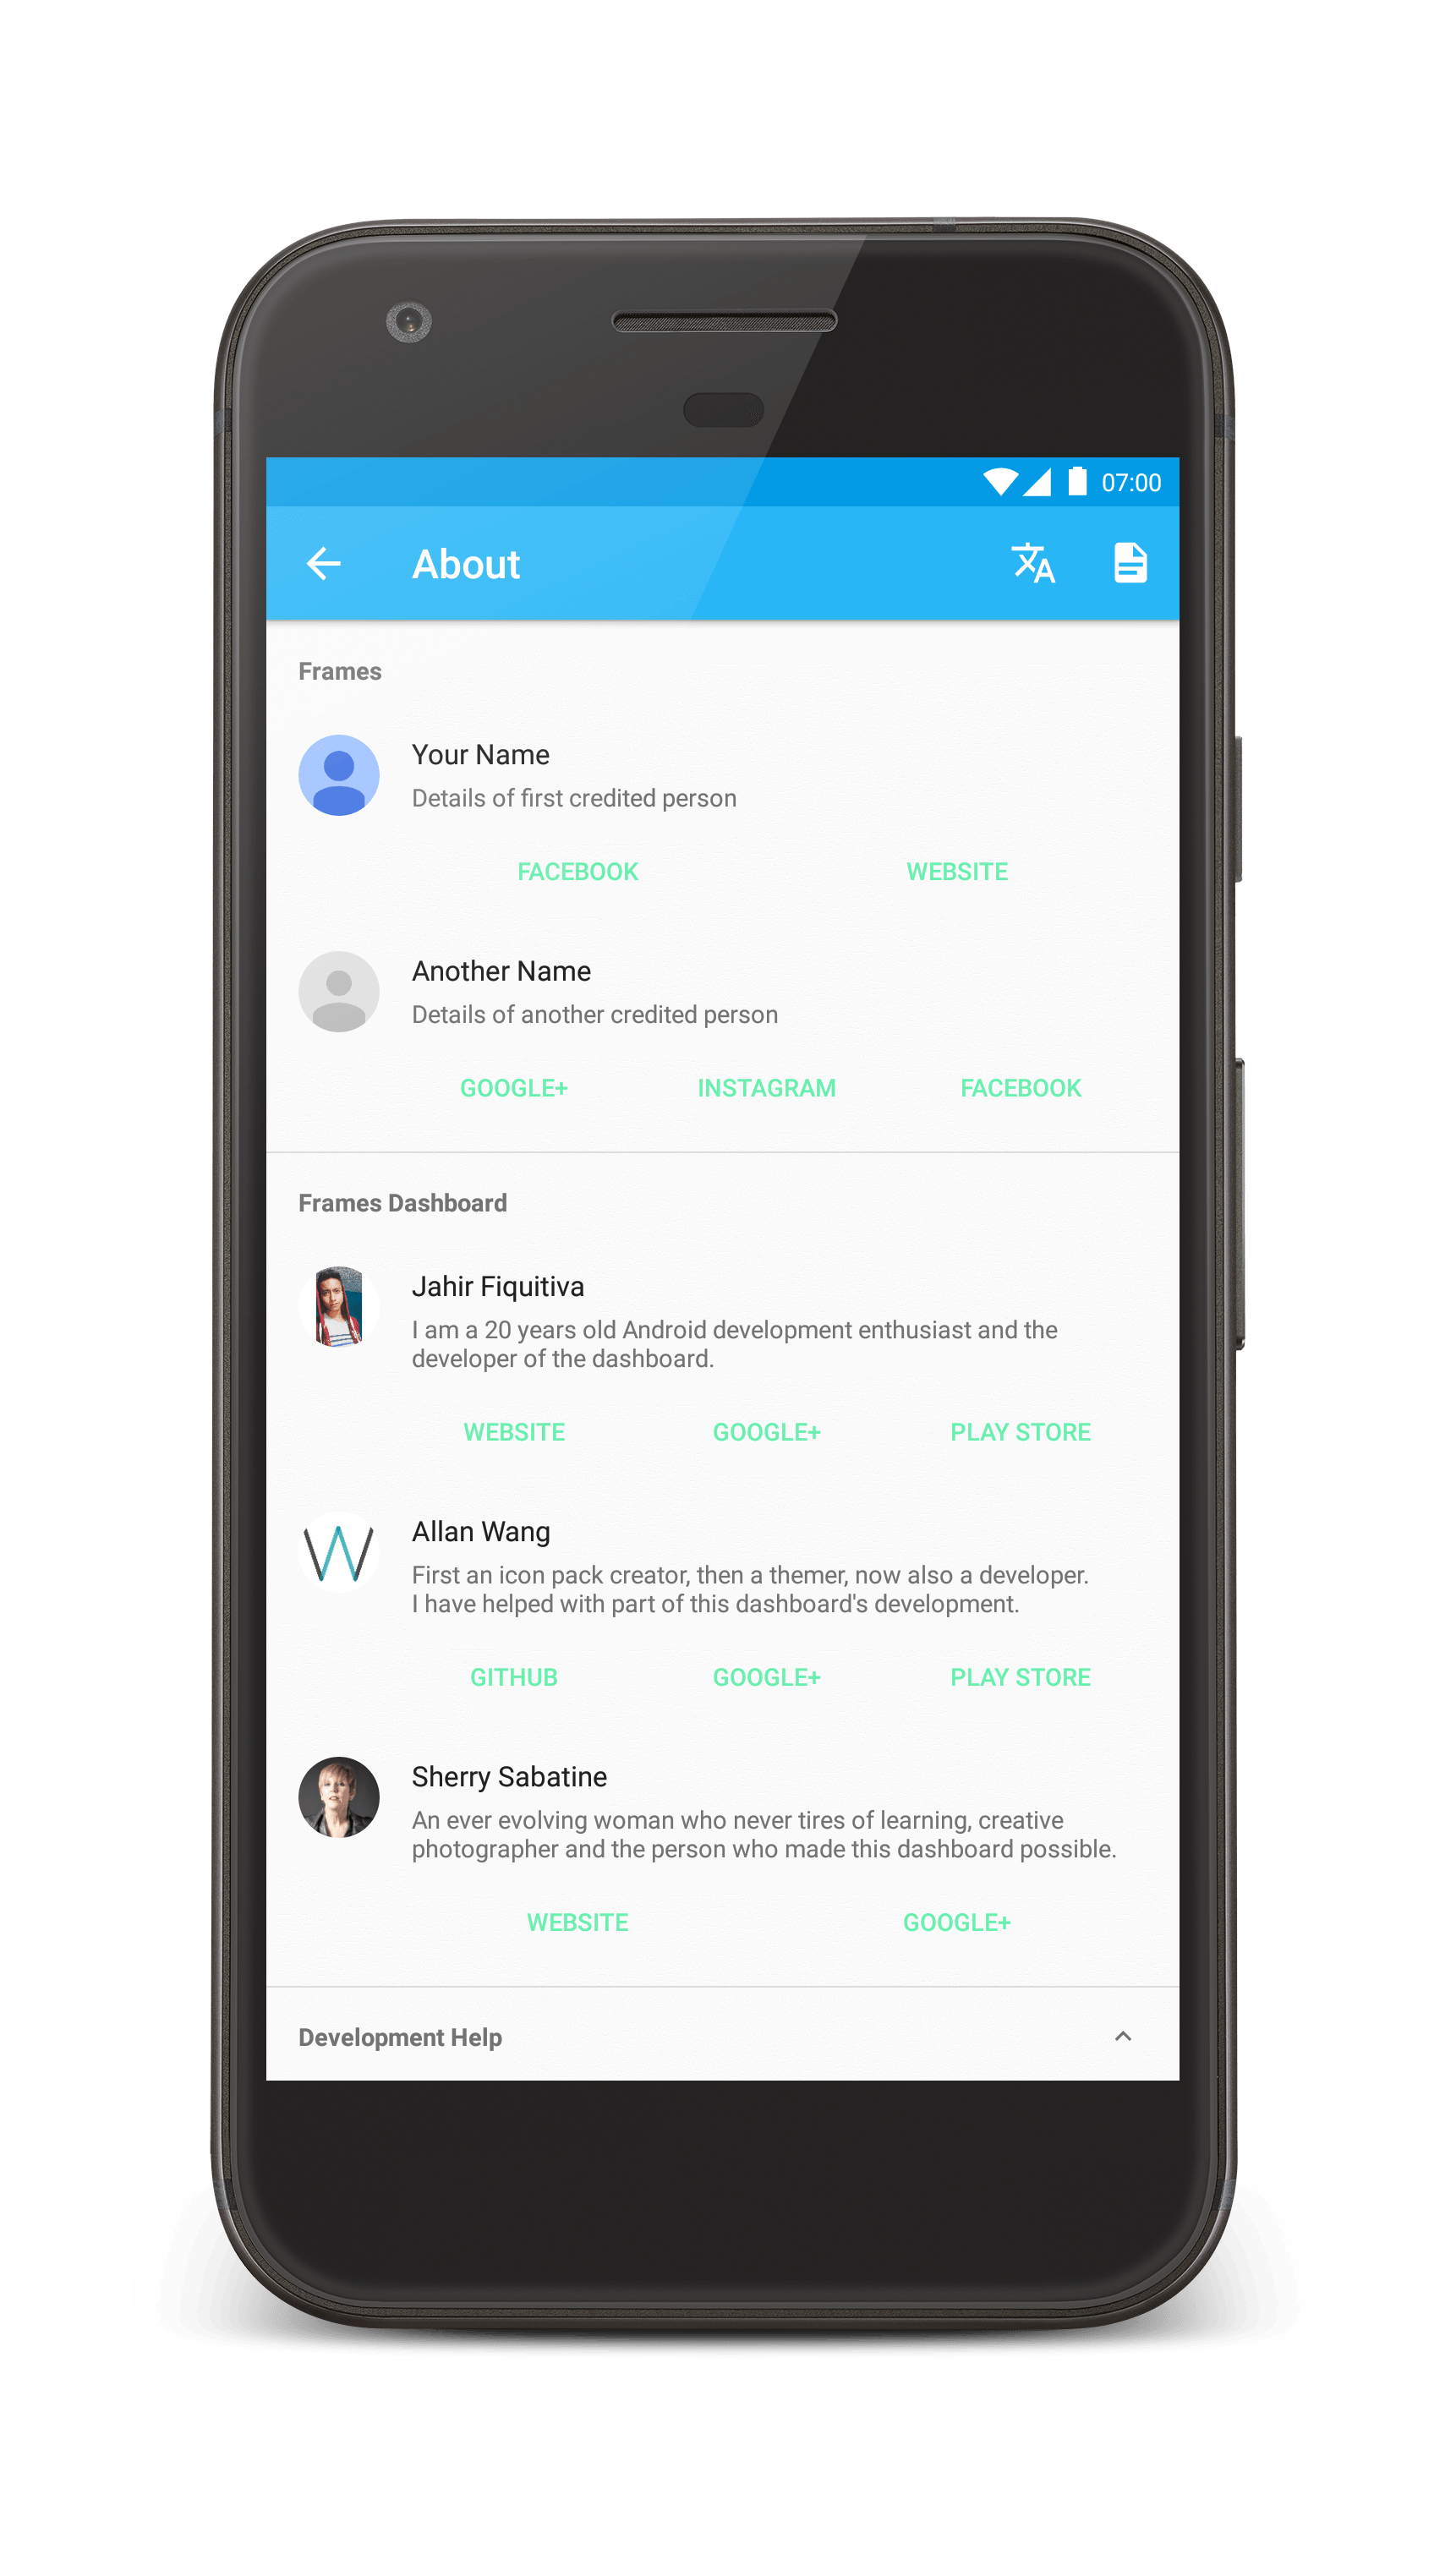 07:00
About
Frames
Your Name
Details of first credited person
FACEBOOK WEBSITE
Another Name
Details of another credited person
GOOGLE+ INSTAGRAM FACEBOOK
Frames Dashboard
Jahir Fiquitiva
I am a 20 years old Android development enthusiast and the
developer of the dashboard.
WEBSITE GOOGLE+ PLAY STORE
Allan Wang
First an icon pack creator, then a themer, now also a developer.
I have helped with part of this dashboard's development.
GITHUB GOOGLE+ PLAY STORE
Sherry Sabatine
An ever evolving woman who never tires of learning, creative
photographer and the person who made this dashboard possible.
WEBSITE GOOGLE+
Development Help